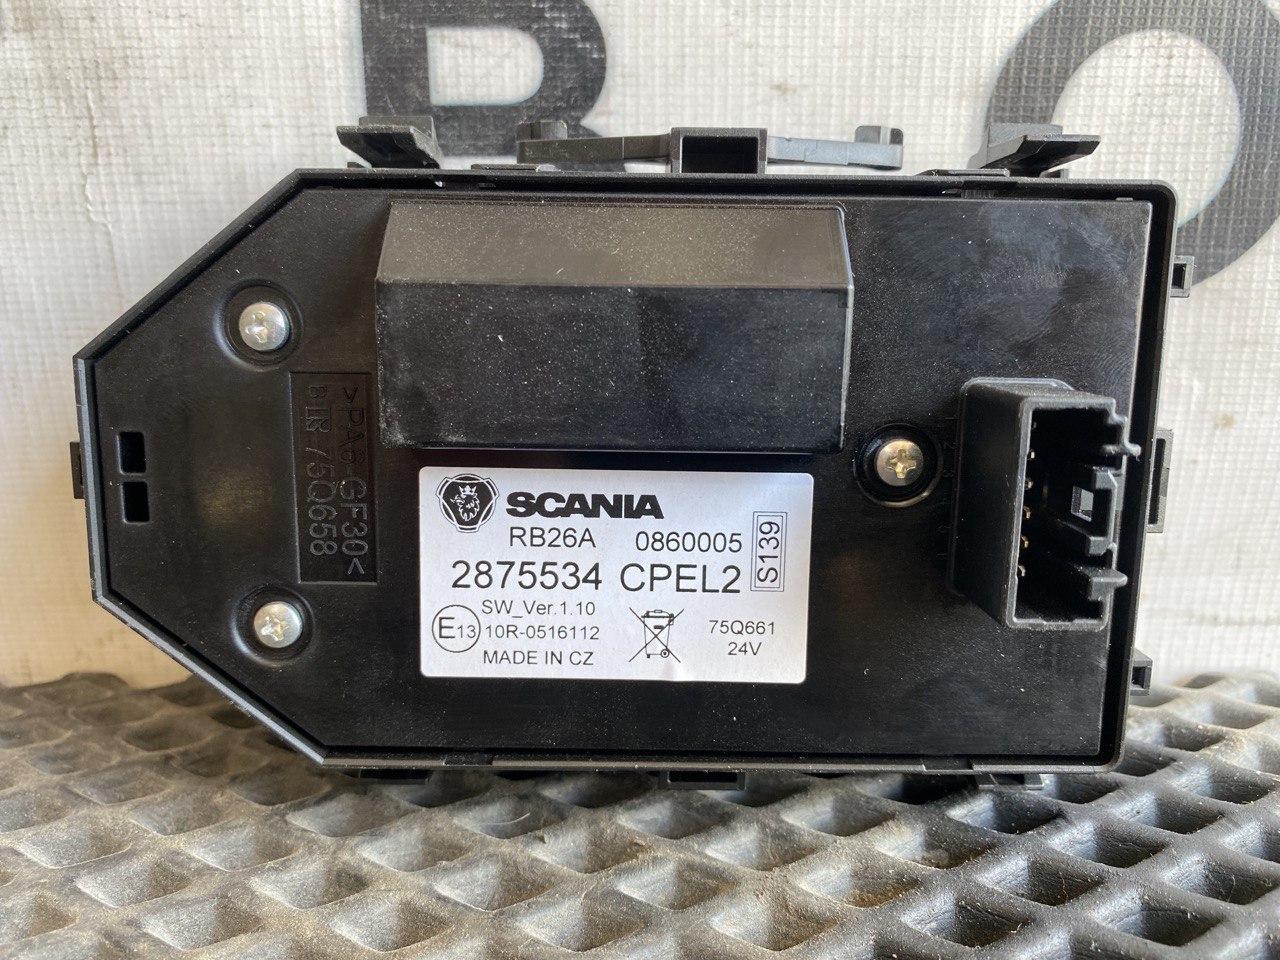 B O
>PA6-GF30<
75Q658
SCANIA
RB26A 0860005
2875534 CPEL2
S139
SW_Ver.1.10
E13 10R-0516112
MADE IN CZ
75Q661
24V